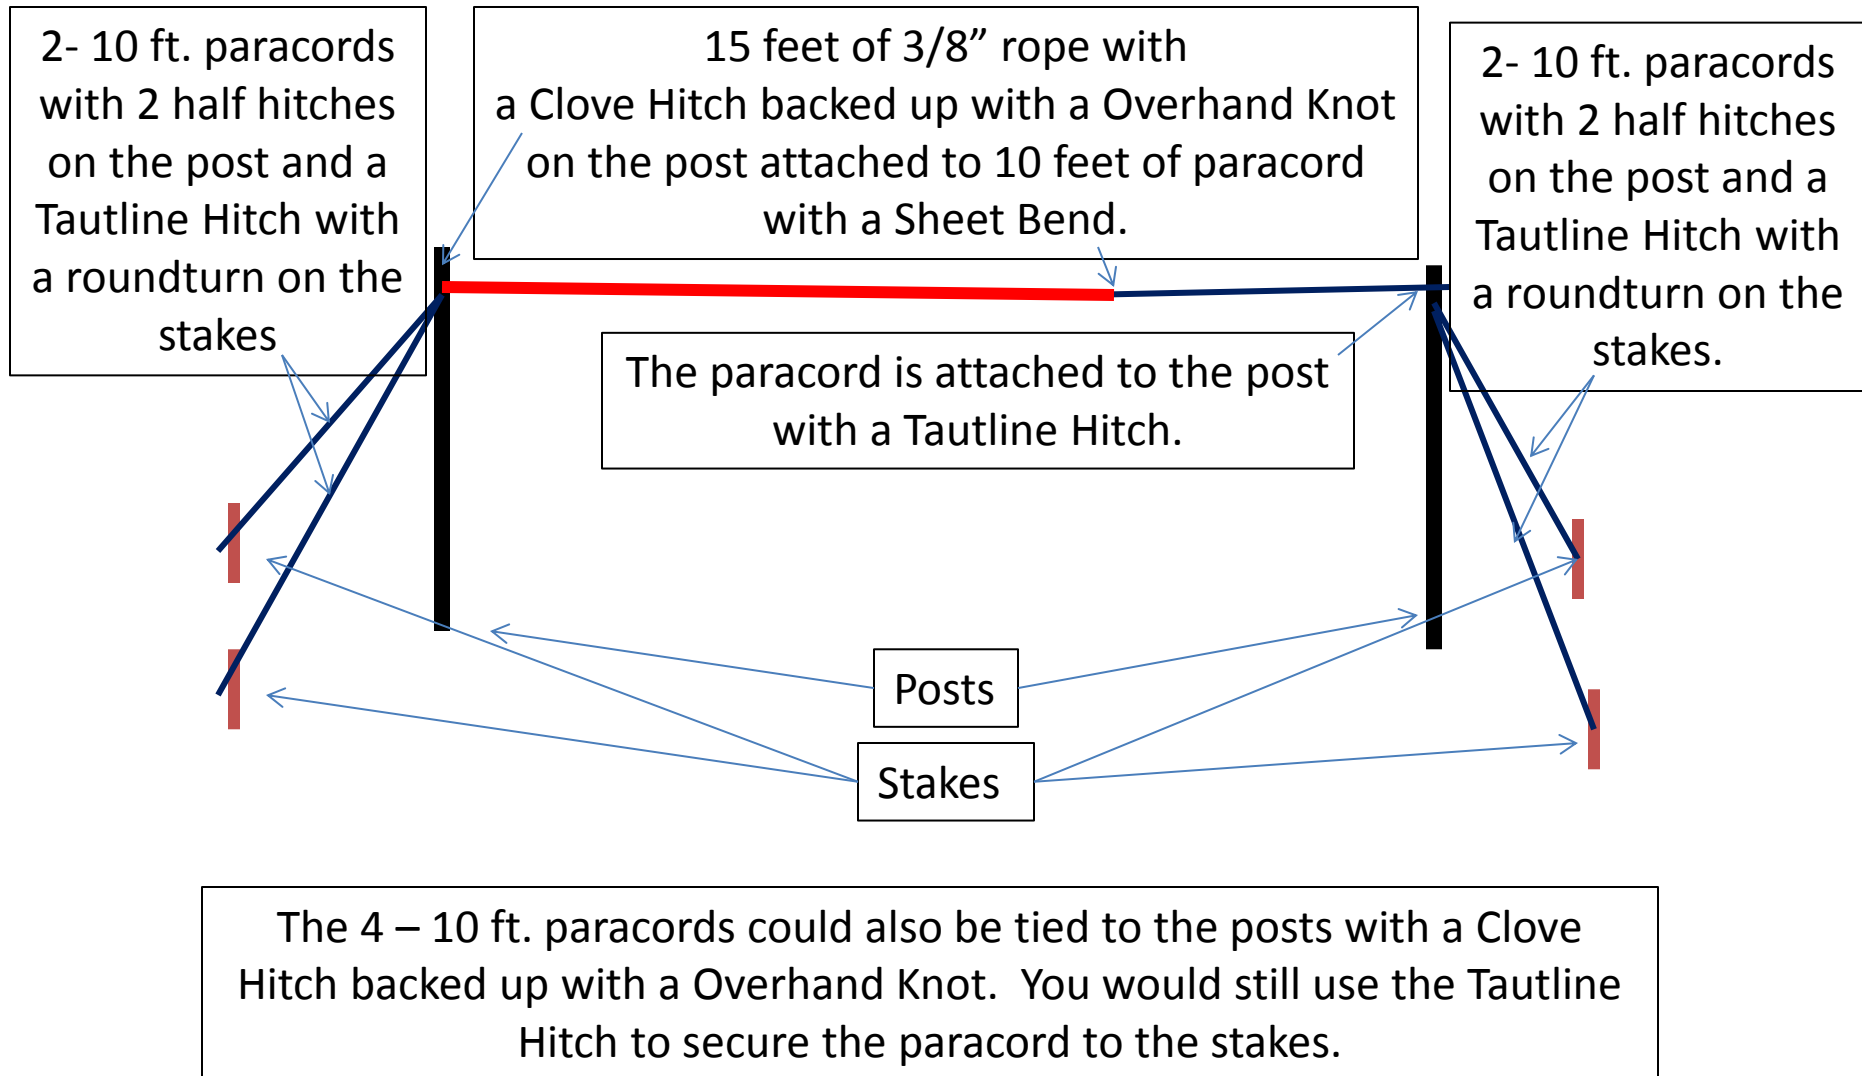 2- 10 ft. paracords
with 2 half hitches
on the post and a
Tautline Hitch with
a roundturn on the
stakes
15 feet of 3/8” rope with
a Clove Hitch backed up with a Overhand Knot
on the post attached to 10 feet of paracord
with a Sheet Bend.
2- 10 ft. paracords
with 2 half hitches
on the post and a
Tautline Hitch with
a roundturn on the
stakes.
The paracord is attached to the post
with a Tautline Hitch.
Posts
Stakes
The 4 – 10 ft. paracords could also be tied to the posts with a Clove
Hitch backed up with a Overhand Knot.  You would still use the Tautline
Hitch to secure the paracord to the stakes.